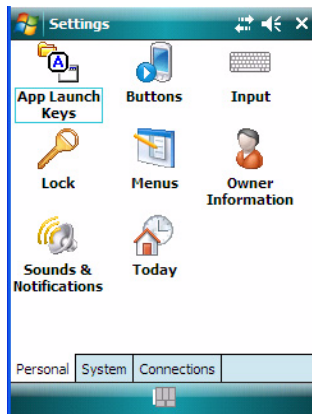 Settings
App Launch Keys
Buttons
Input
Lock
Menus
Owner Information
Sounds & Notifications
Today
Personal System Connections